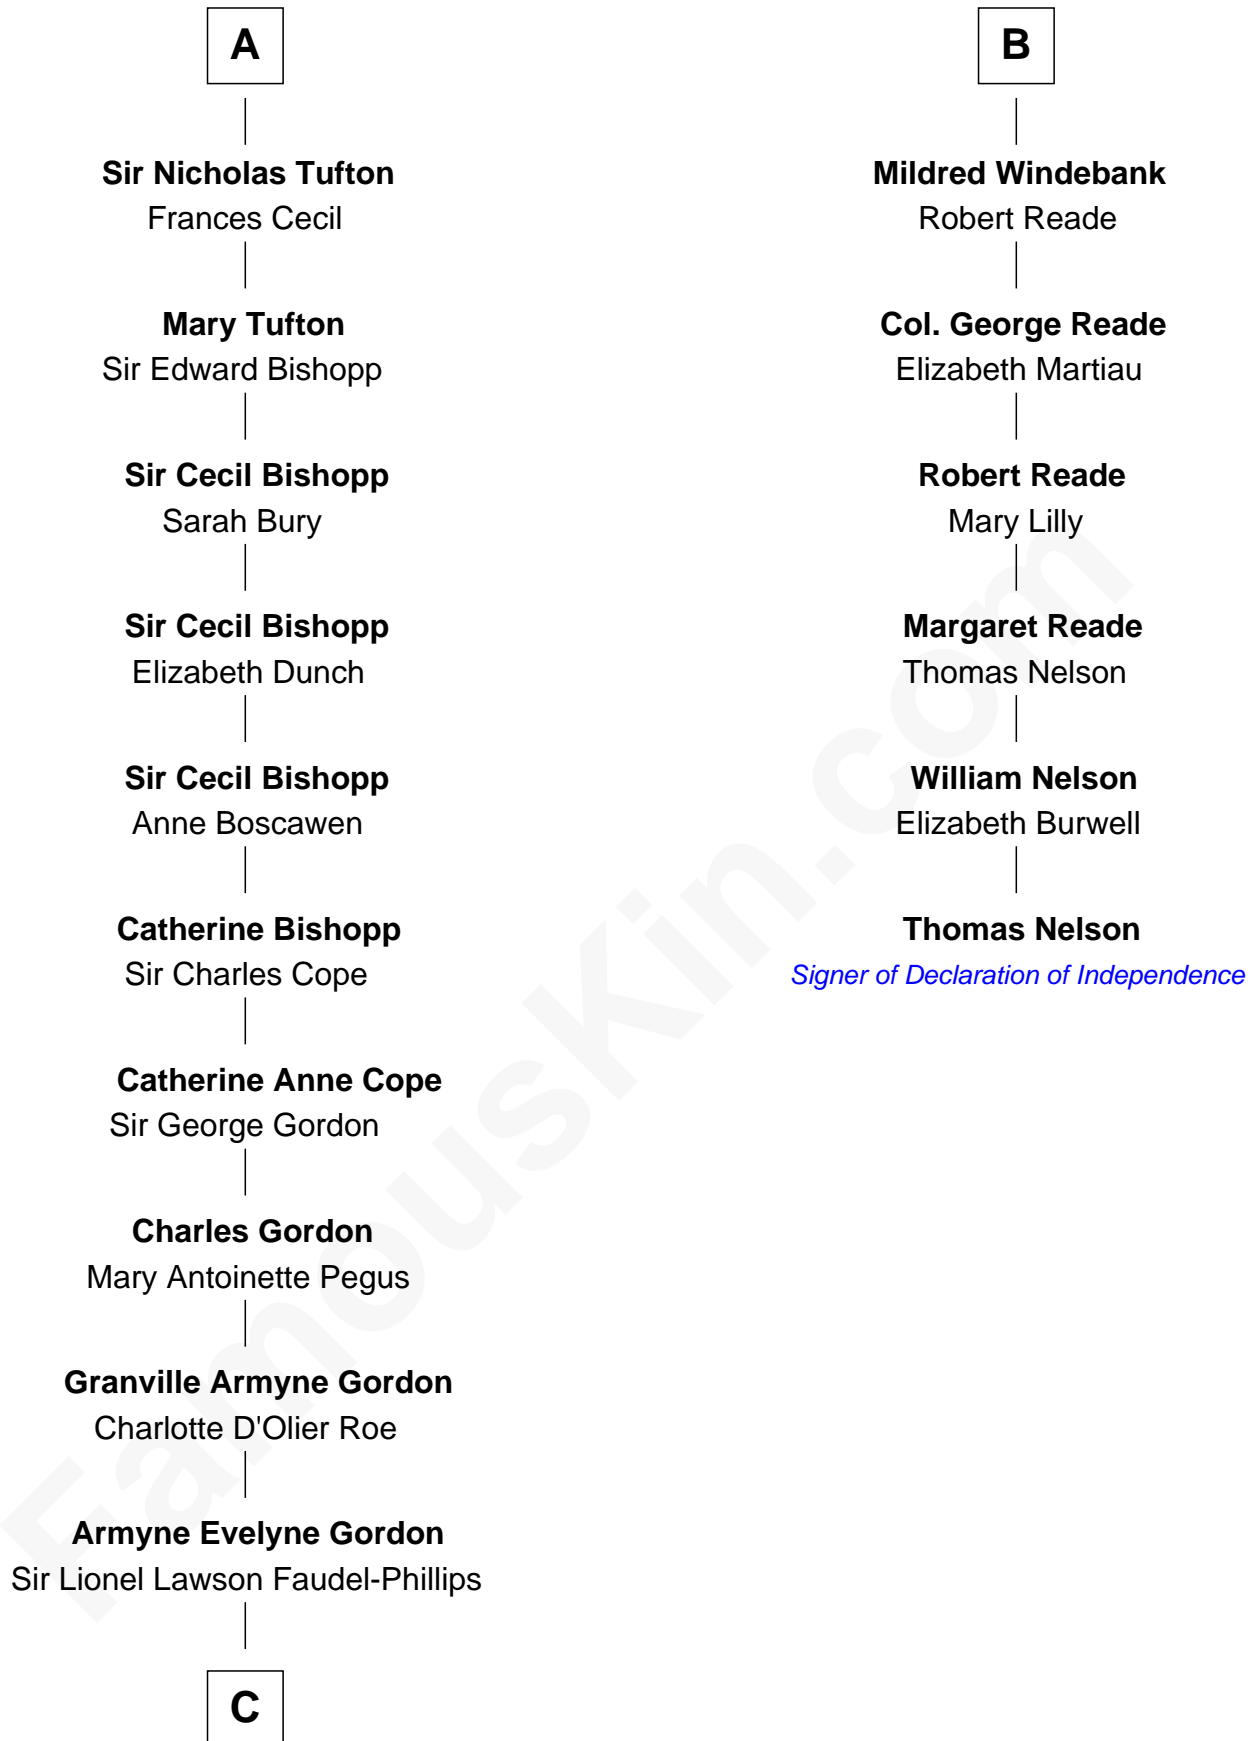 A
Sir Nicholas Tufton
Frances Cecil
Mary Tufton
Sir Edward Bishopp
Sir Cecil Bishopp
Sarah Bury
Sir Cecil Bishopp
Elizabeth Dunch
Sir Cecil Bishopp
Anne Boscawen
Catherine Bishopp
Sir Charles Cope
Catherine Anne Cope
Sir George Gordon
Charles Gordon
Mary Antoinette Pegus
Granville Armyne Gordon
Charlotte D'Olier Roe
Armyne Evelyne Gordon
Sir Lionel Lawson Faudel-Phillips
C
B
Mildred Windebank
Robert Reade
Col. George Reade
Elizabeth Martiau
Robert Reade
Mary Lilly
Margaret Reade
Thomas Nelson
William Nelson
Elizabeth Burwell
Thomas Nelson
Signer of Declaration of Independence
FamousKin.com